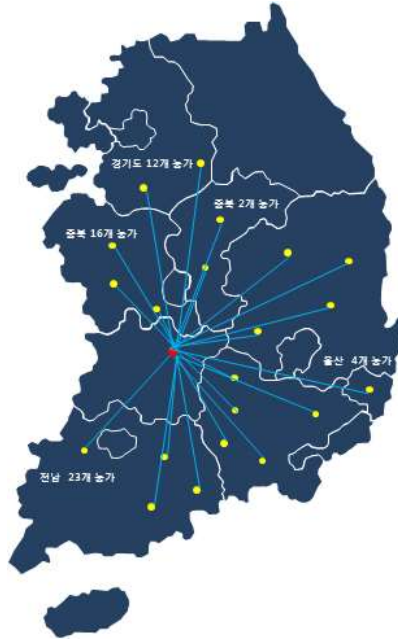 경기도 12개 농가
충북 2개 농가
충북 16개 농가
울산 4개 농가
전남 23개 농가